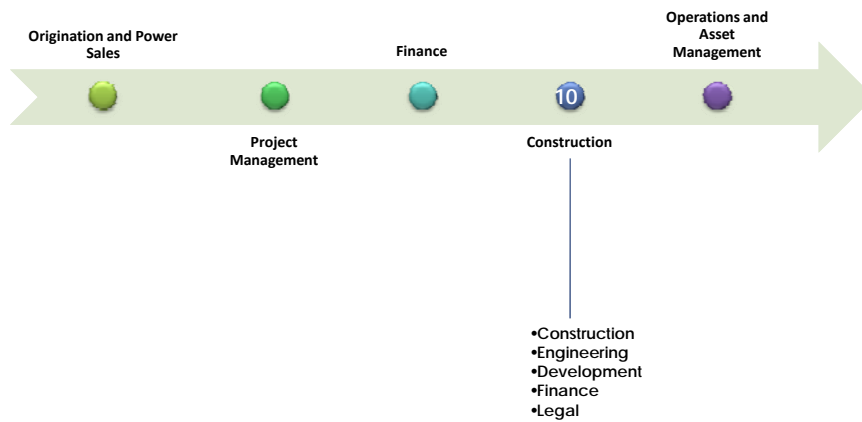 Origination and Power
Sales
Project
Management
Finance
10
Construction
Operations and
Asset
Management
•Construction
•Engineering
•Development
•Finance
•Legal